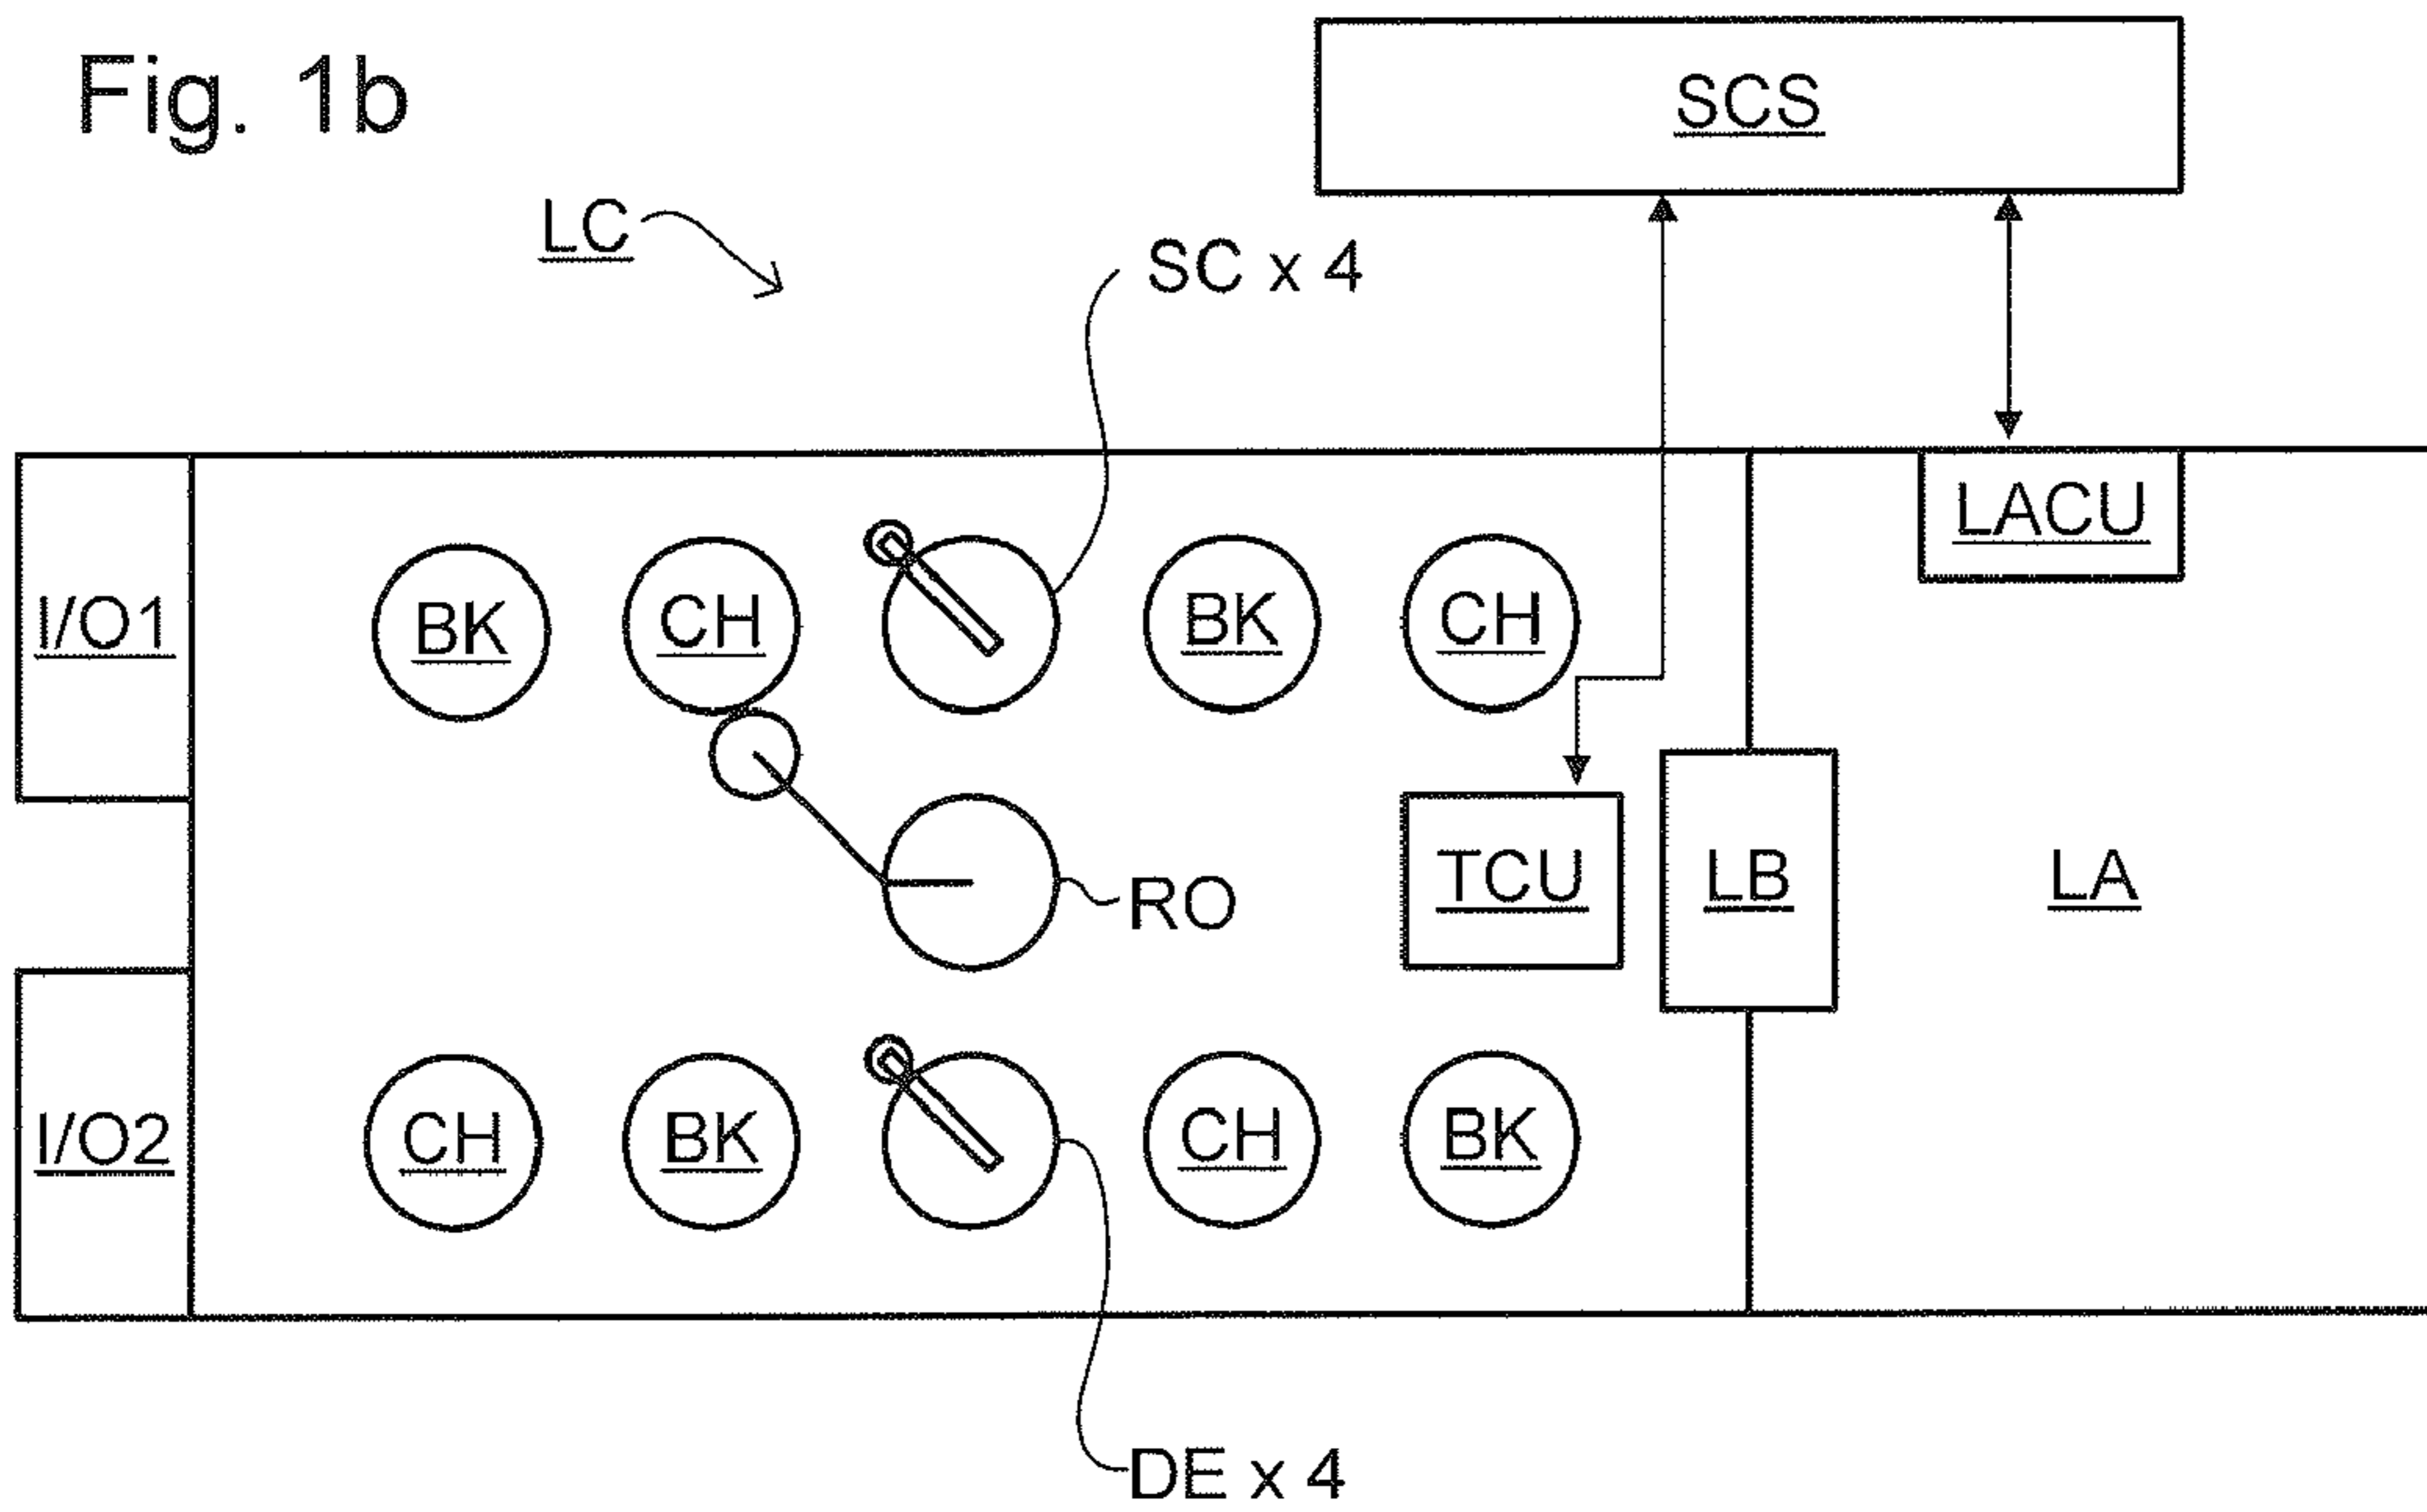 Fig. 1b
SCS
LC
SC x 4
LACU
I/O1
BK
CH
BK
CH
TCU
LB
LA
RO
I/O2
CH
BK
CH
BK
DE x 4